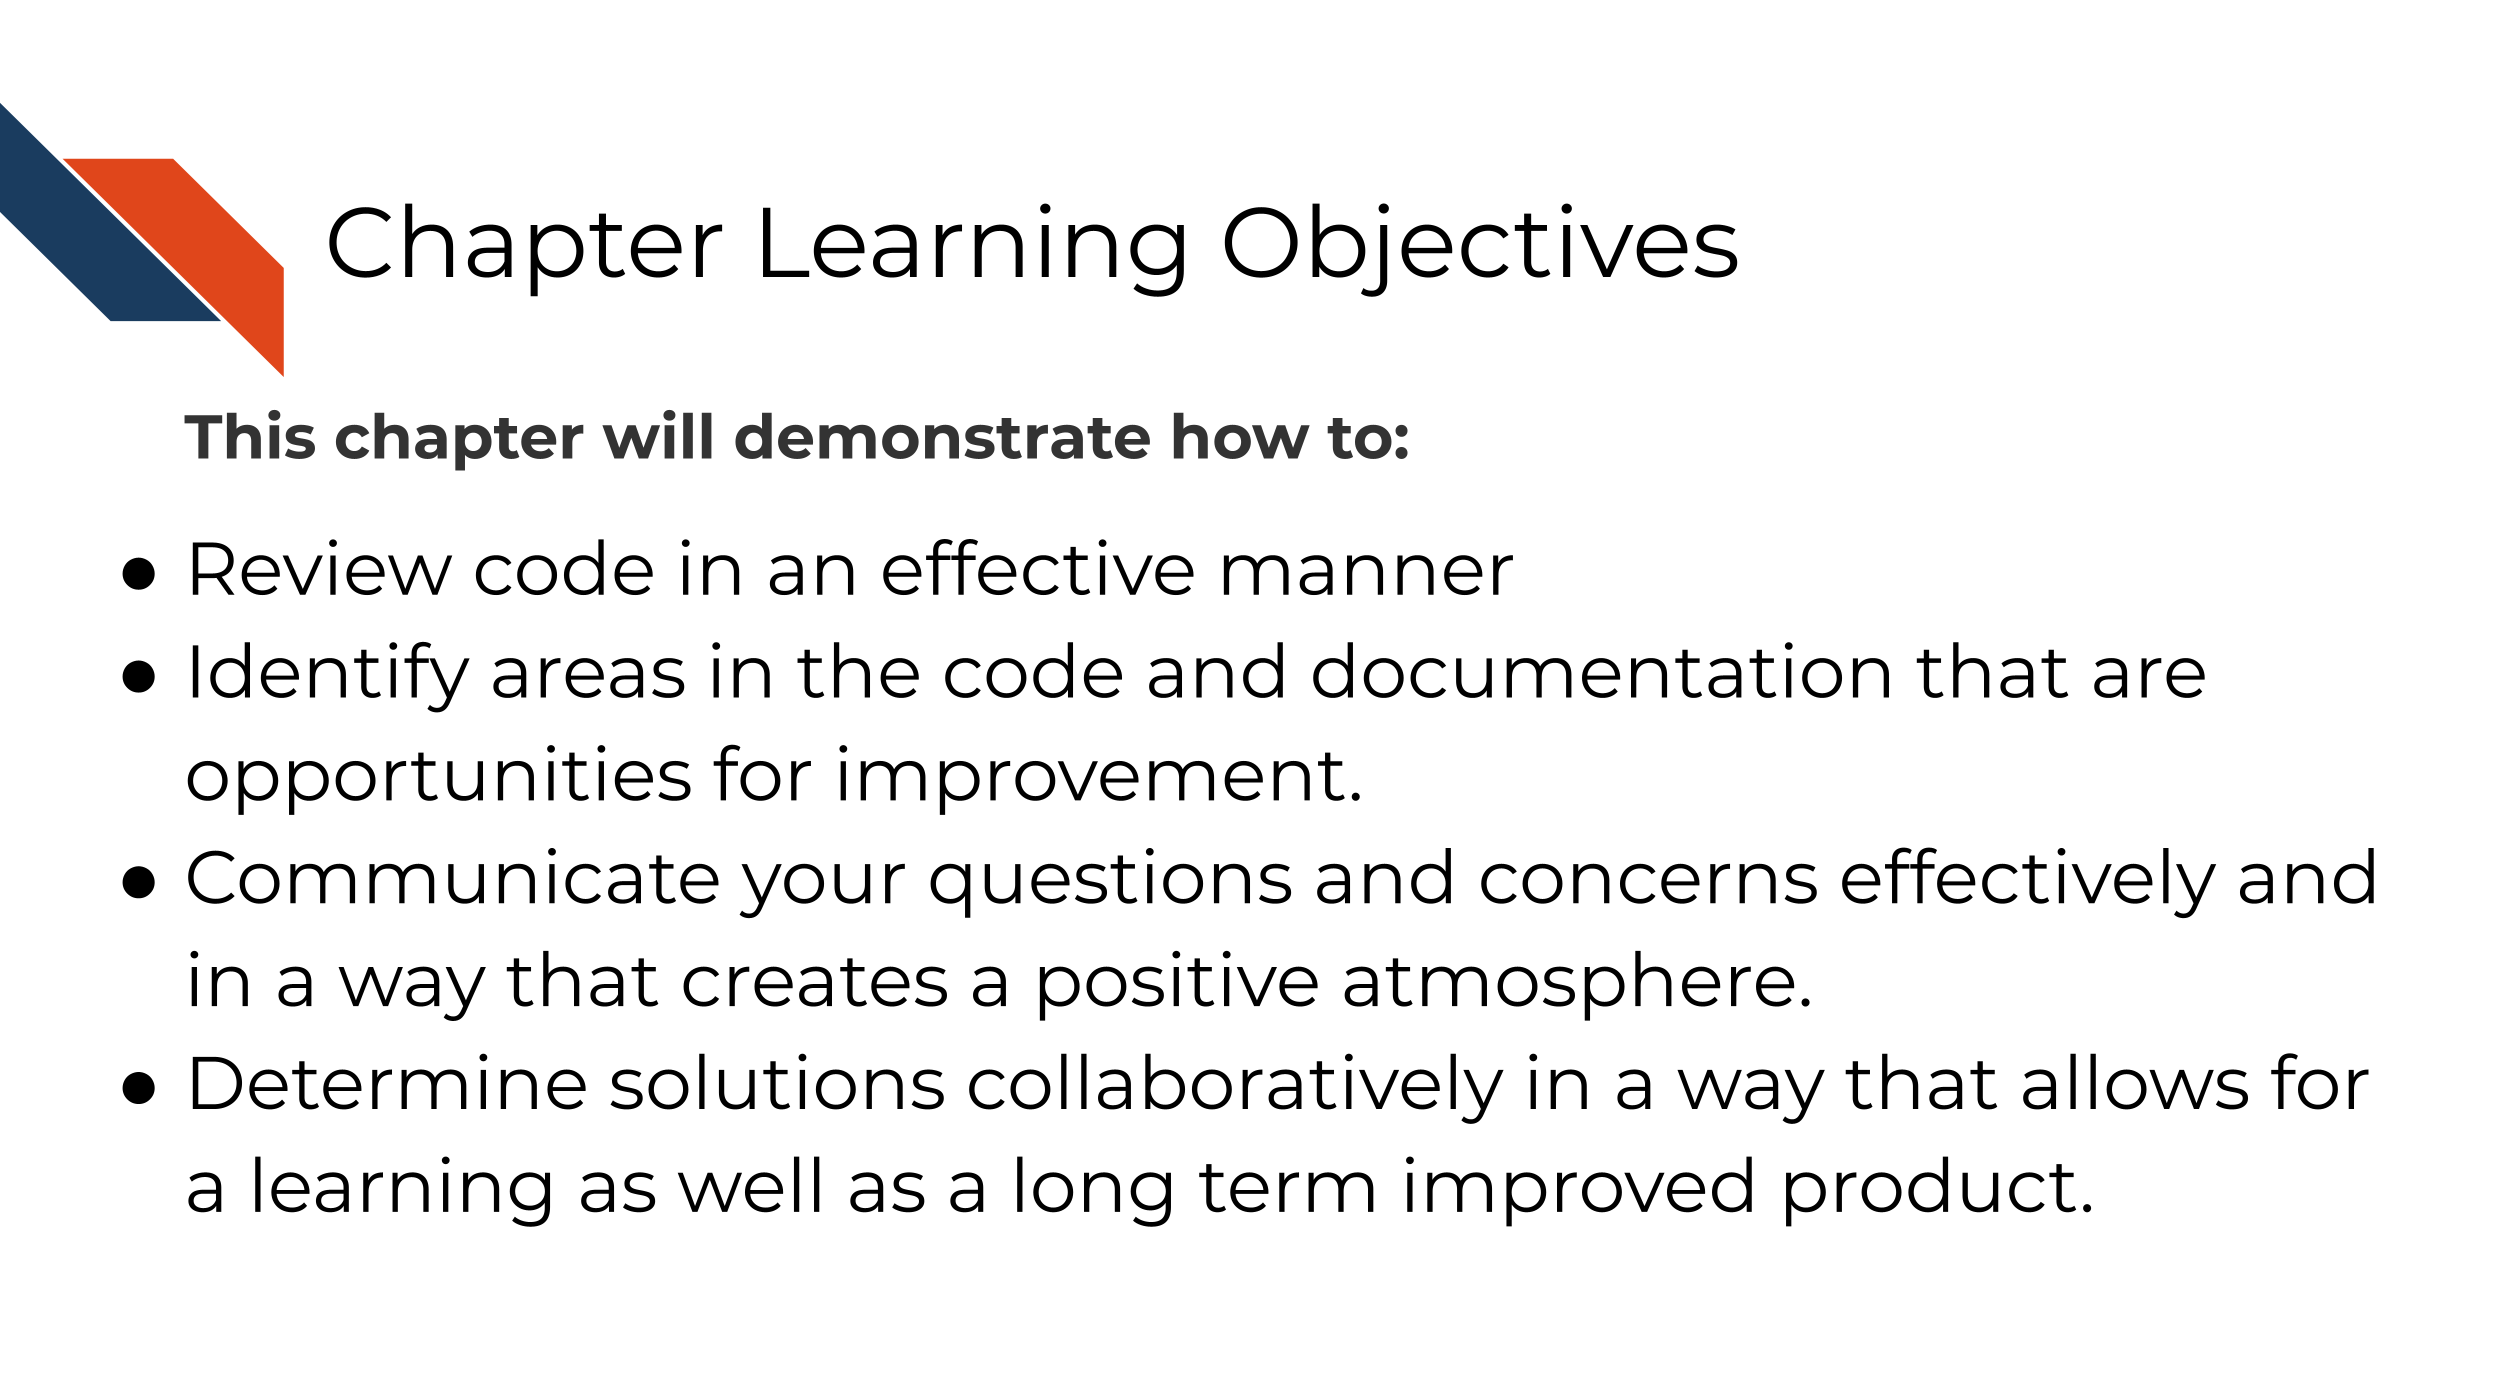 Chapter Learning Objectives
This chapter will demonstrate how to:
● Review code in an effective manner
● Identify areas in the code and documentation that are
opportunities for improvement.
● Communicate your questions and concerns effectively and
in a way that creates a positive atmosphere.
● Determine solutions collaboratively in a way that allows for
a learning as well as a long term improved product.